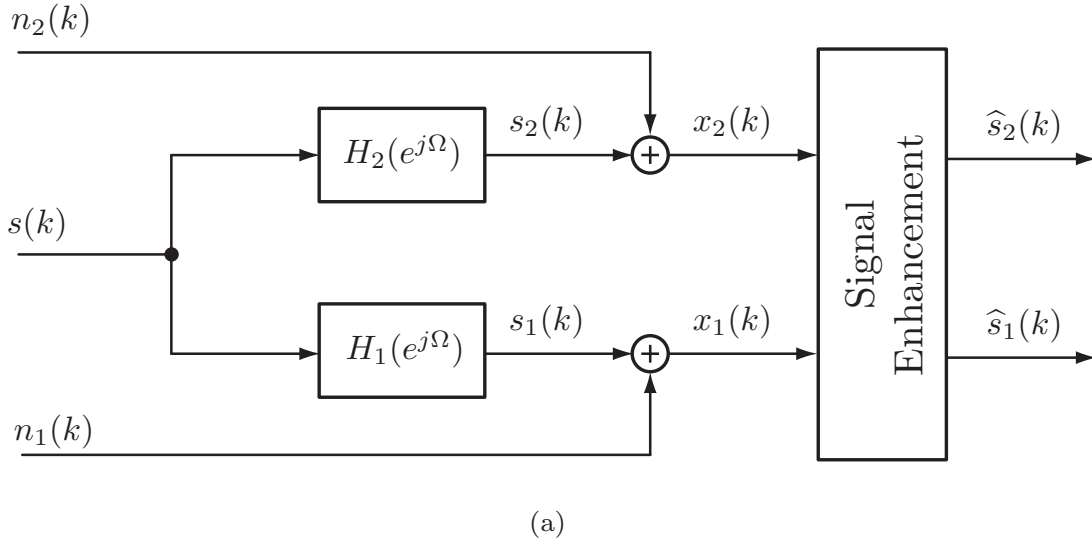 n₂(k)
H₂(e^{jΩ})
s₂(k)
x₂(k)
ŝ₂(k)
s(k)
Signal
Enhancement
H₁(e^{jΩ})
s₁(k)
x₁(k)
ŝ₁(k)
n₁(k)
(a)